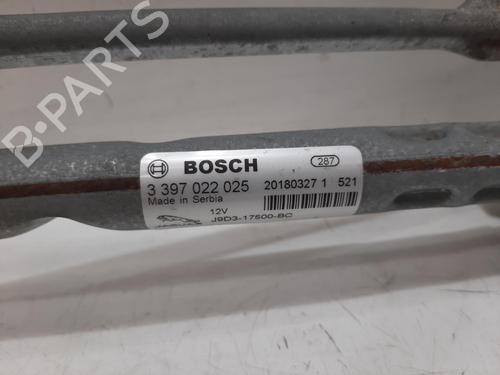 B-PARTS
BOSCH 287
3 397 022 025 20180327 1 521
Made in Serbia
12V
J9D3-17500-BC